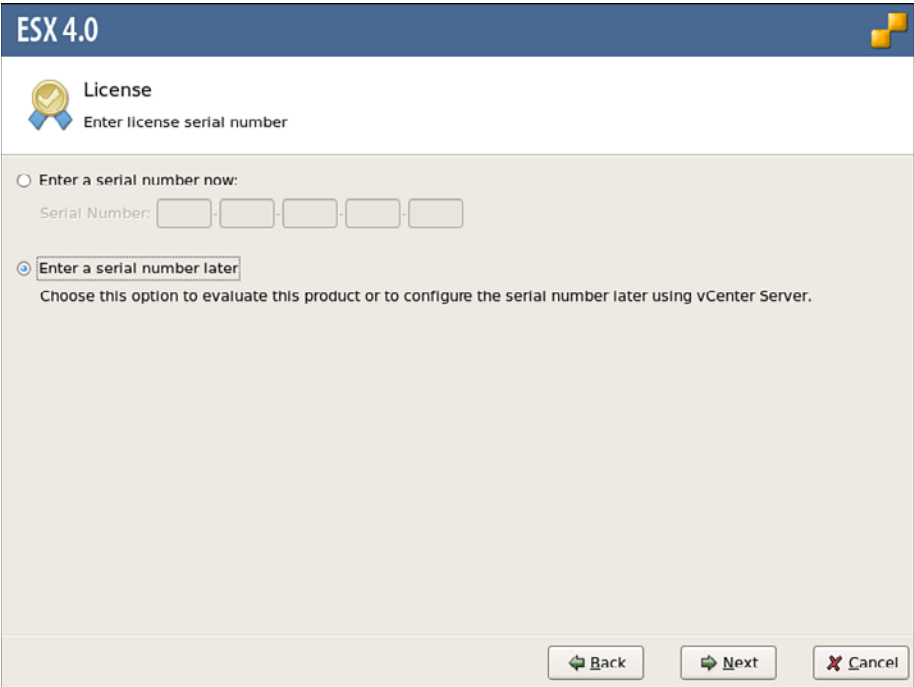 ESX 4.0
License
Enter license serial number
Enter a serial number now:
Serial Number: - - - -
Enter a serial number later
Choose this option to evaluate this product or to configure the serial number later using vCenter Server.
Back Next Cancel